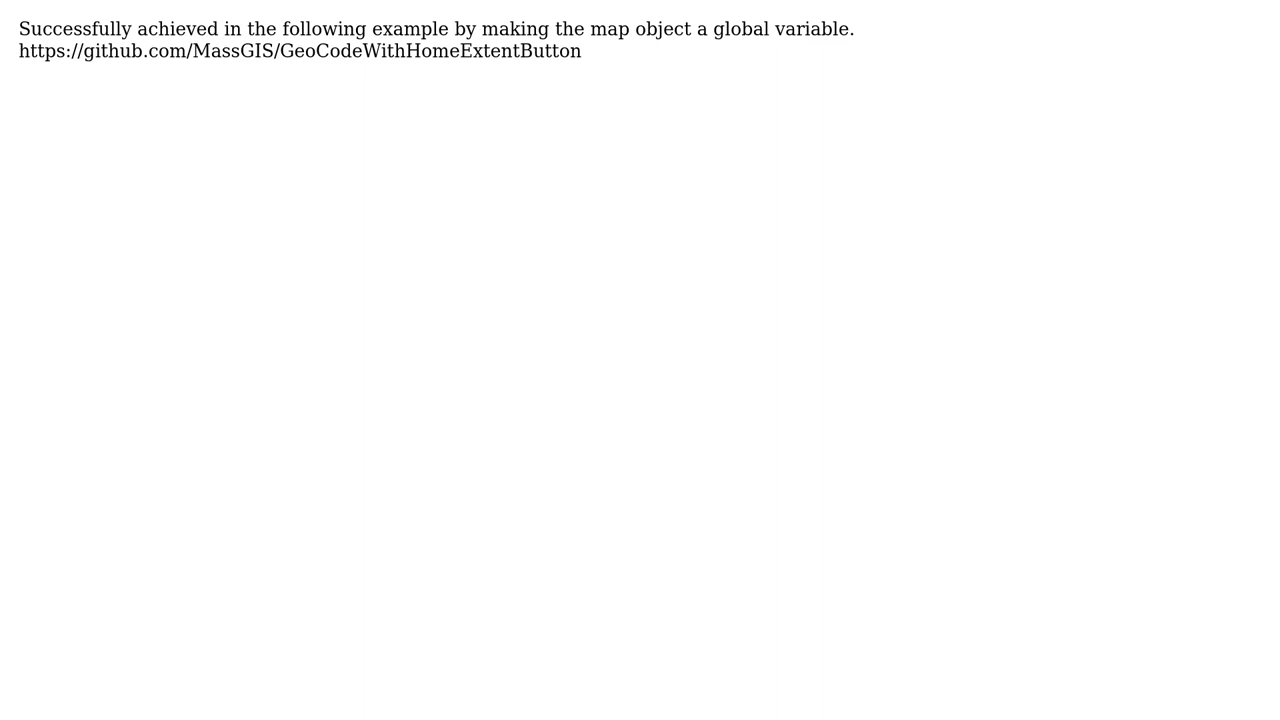 Successfully achieved in the following example by making the map object a global variable.
https://github.com/MassGIS/GeoCodeWithHomeExtentButton